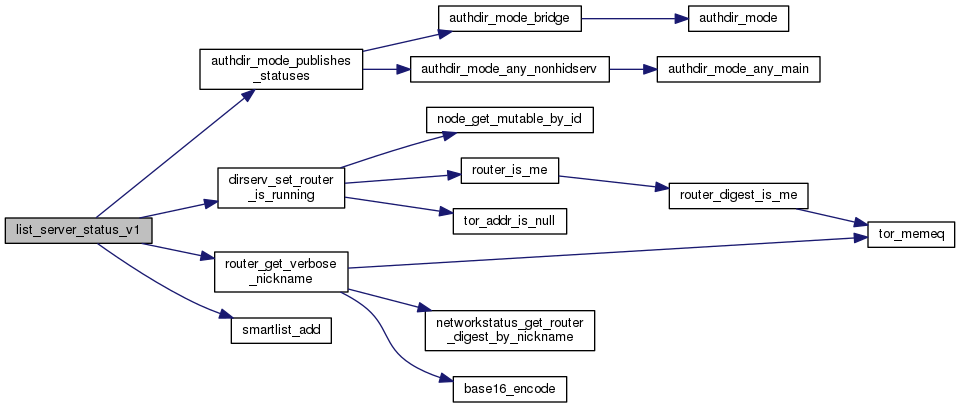 authdir_mode_bridge
authdir_mode
authdir_mode_publishes
_statuses
authdir_mode_any_nonhidserv
authdir_mode_any_main
node_get_mutable_by_id
dirserv_set_router
_is_running
router_is_me
router_digest_is_me
tor_addr_is_null
list_server_status_v1
tor_memeq
router_get_verbose
_nickname
smartlist_add
networkstatus_get_router
_digest_by_nickname
base16_encode